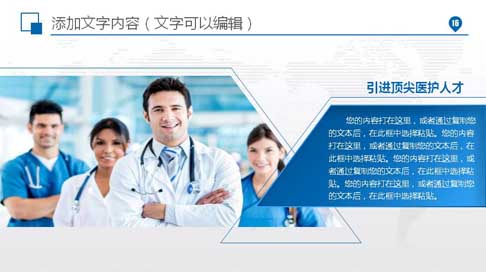 添加文字内容（文字可以编辑）
16
引进顶尖医护人才
您的内容打在这里，或者通过复制您
的文本后，在此框中选择粘贴。您的内容
打在这里，或者通过复制您的文本后，在
此框中选择粘贴。您的内容打在这里，或
者通过复制您的文本后，在此框中选择粘
贴。您的内容打在这里，或者通过复制您
的文本后，在此框中选择粘贴。